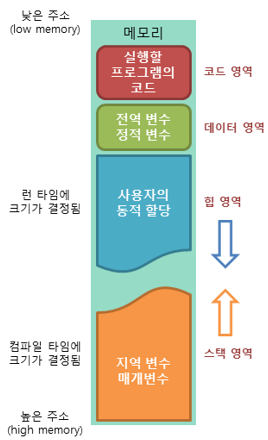 낮은 주소
(low memory)
메모리
실행할
프로그램의
코드
코드 영역
전역 변수
정적 변수
데이터 영역
런 타임에
크기가 결정됨
사용자의
동적 할당
힙 영역
컴파일 타임에
크기가 결정됨
지역 변수
매개변수
스택 영역
높은 주소
(high memory)